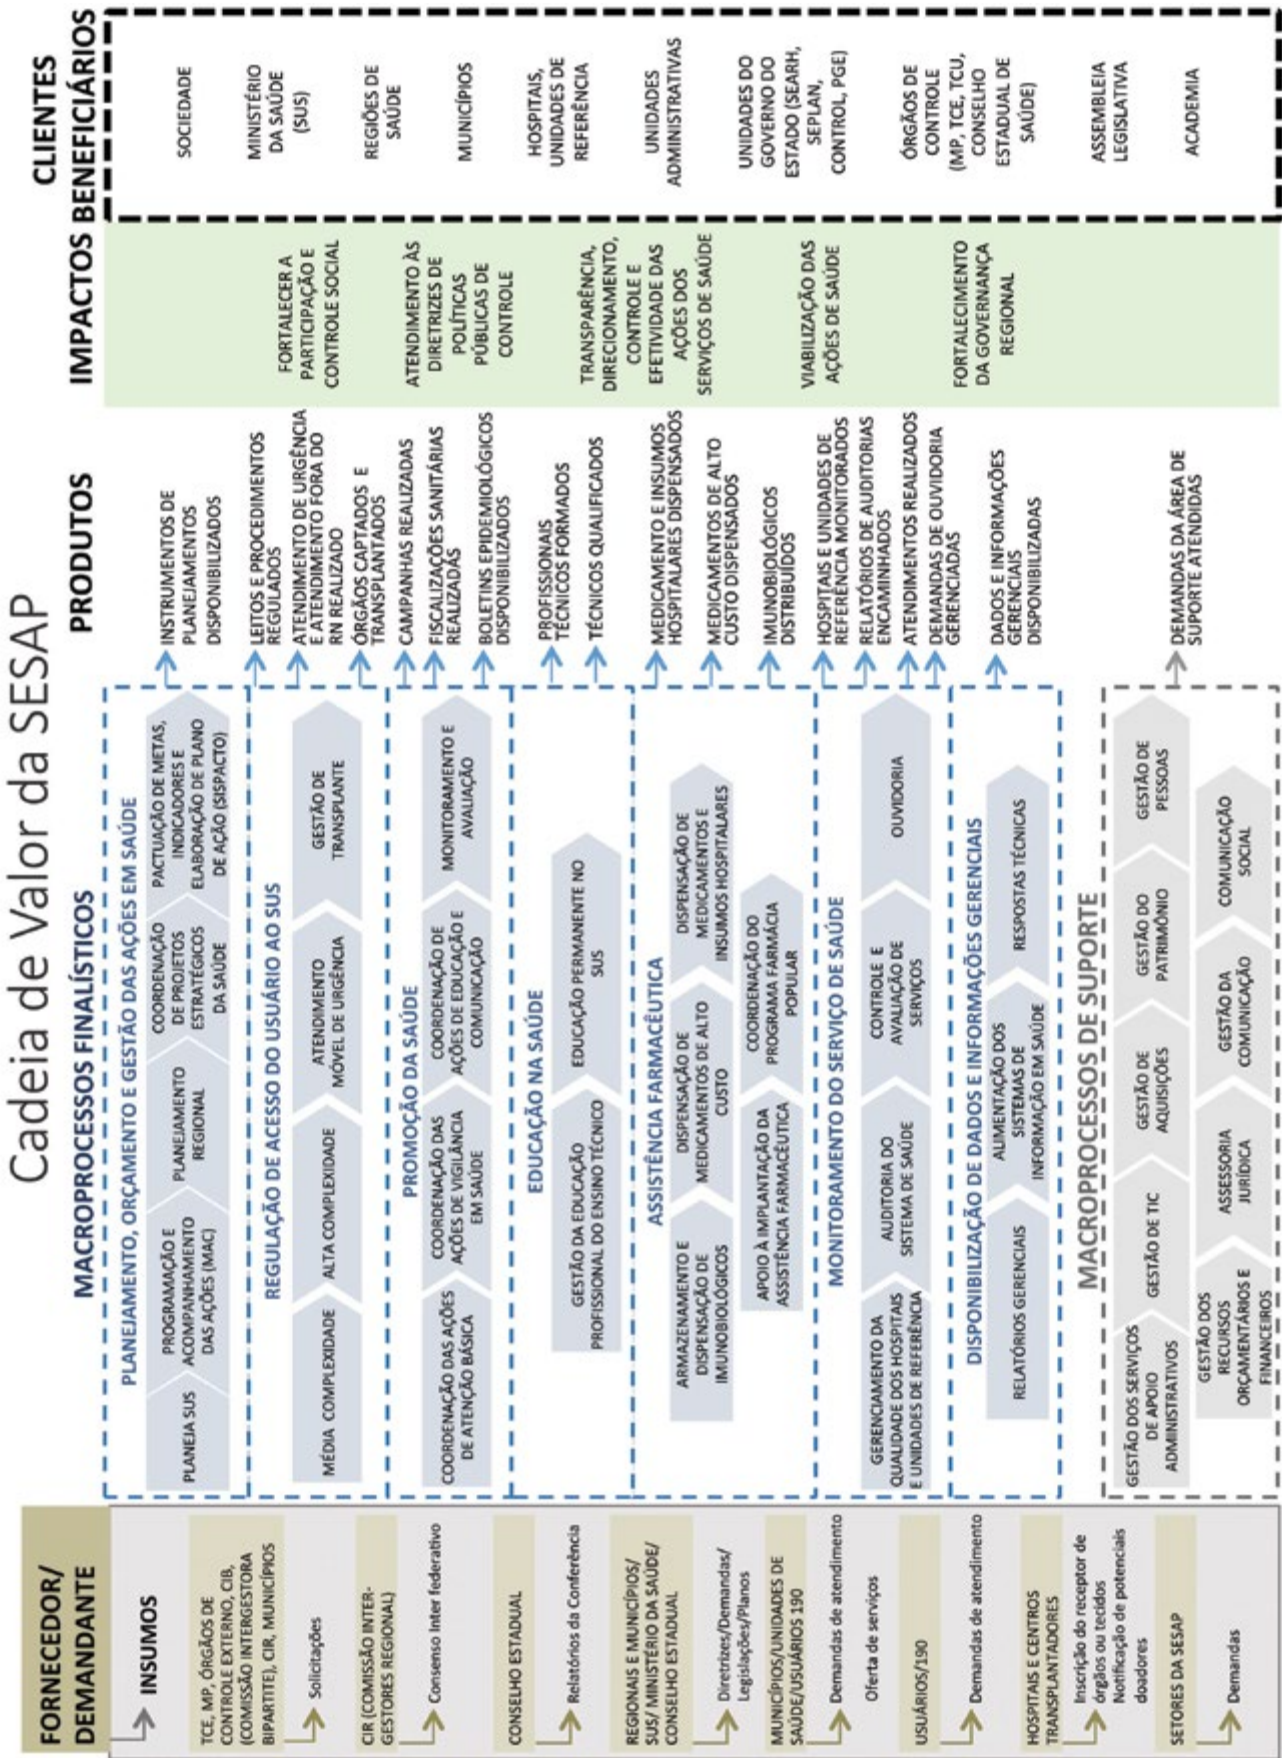 Cadeia de Valor da SESAP
FORNECEDOR/
DEMANDANTE
INSUMOS
TCE, MP, ÓRGÃOS DE
CONTROLE EXTERNO, CIB,
(COMISSÃO INTERGESTORA
BIPARTITE), CIR, MUNICÍPIOS
Solicitações
CIR (COMISSÃO INTER-
GESTORES REGIONAL)
Consenso Inter federativo
CONSELHO ESTADUAL
Relatórios da Conferência
REGIONAIS E MUNICÍPIOS/
SUS/ MINISTÉRIO DA SAÚDE/
CONSELHO ESTADUAL
Diretrizes/Demandas/
Legislações/Planos
MUNICÍPIOS/UNIDADES DE
SAÚDE/USUÁRIOS 190
Demandas de atendimento
Oferta de serviços
USUÁRIOS/190
Demandas de atendimento
HOSPITAIS E CENTROS
TRANSPLANTADORES
Inscrição do receptor de
órgãos ou tecidos
Notificação de potenciais
doadores
SETORES DA SESAP
Demandas
MACROPROCESSOS FINALÍSTICOS
PLANEJAMENTO, ORÇAMENTO E GESTÃO DAS AÇÕES EM SAÚDE
PLANEJA SUS
PROGRAMAÇÃO E
ACOMPANHAMENTO
DAS AÇÕES (MAC)
PLANEJAMENTO
REGIONAL
COORDENAÇÃO
DE PROJETOS
ESTRATÉGICOS
DA SAÚDE
PACTUAÇÃO DE METAS,
INDICADORES E
ELABORAÇÃO DE PLANO
DE AÇÃO (SISPACTO)
REGULAÇÃO DE ACESSO DO USUÁRIO AO SUS
MÉDIA COMPLEXIDADE
ALTA COMPLEXIDADE
ATENDIMENTO
MÓVEL DE URGÊNCIA
GESTÃO DE
TRANSPLANTE
PROMOÇÃO DA SAÚDE
COORDENAÇÃO DAS AÇÕES
DE ATENÇÃO BÁSICA
COORDENAÇÃO DAS
AÇÕES DE VIGILÂNCIA
EM SAÚDE
COORDENAÇÃO DE
AÇÕES DE EDUCAÇÃO E
COMUNICAÇÃO
MONITORAMENTO E
AVALIAÇÃO
EDUCAÇÃO NA SAÚDE
GESTÃO DA EDUCAÇÃO
PROFISSIONAL DO ENSINO TÉCNICO
EDUCAÇÃO PERMANENTE NO
SUS
ASSISTÊNCIA FARMACÊUTICA
ARMAZENAMENTO E
DISPENSAÇÃO DE
IMUNOBIOLÓGICOS
DISPENSAÇÃO DE
MEDICAMENTOS DE ALTO
CUSTO
DISPENSAÇÃO DE
MEDICAMENTOS E
INSUMOS HOSPITALARES
APOIO À IMPLANTAÇÃO DA
ASSISTÊNCIA FARMACÊUTICA
COORDENAÇÃO DO
PROGRAMA FARMÁCIA
POPULAR
MONITORAMENTO DO SERVIÇO DE SAÚDE
GERENCIAMENTO DA
QUALIDADE DOS HOSPITAIS
E UNIDADES DE REFERÊNCIA
AUDITORIA DO
SISTEMA DE SAÚDE
CONTROLE E
AVALIAÇÃO DE
SERVIÇOS
OUVIDORIA
DISPONIBILIZAÇÃO DE DADOS E INFORMAÇÕES GERENCIAIS
RELATÓRIOS GERENCIAIS
ALIMENTAÇÃO DOS
SISTEMAS DE
INFORMAÇÃO EM SAÚDE
RESPOSTAS TÉCNICAS
MACROPROCESSOS DE SUPORTE
GESTÃO DOS SERVIÇOS
DE APOIO
ADMINISTRATIVOS
GESTÃO DE TIC
GESTÃO DE
AQUISIÇÕES
GESTÃO DO
PATRIMÔNIO
GESTÃO DE
PESSOAS
GESTÃO DOS
RECURSOS
ORÇAMENTÁRIOS E
FINANCEIROS
ASSESSORIA
JURÍDICA
GESTÃO DA
COMUNICAÇÃO
COMUNICAÇÃO
SOCIAL
PRODUTOS
INSTRUMENTOS DE
PLANEJAMENTOS
DISPONIBILIZADOS
LEITOS E PROCEDIMENTOS
REGULADOS
ATENDIMENTO DE URGÊNCIA
E ATENDIMENTO FORA DO
RN REALIZADO
ÓRGÃOS CAPTADOS E
TRANSPLANTADOS
CAMPANHAS REALIZADAS
FISCALIZAÇÕES SANITÁRIAS
REALIZADAS
BOLETINS EPIDEMIOLÓGICOS
DISPONIBILIZADOS
PROFISSIONAIS
TÉCNICOS FORMADOS
TÉCNICOS QUALIFICADOS
MEDICAMENTO E INSUMOS
HOSPITALARES DISPENSADOS
MEDICAMENTOS DE ALTO
CUSTO DISPENSADOS
IMUNOBIOLÓGICOS
DISTRIBUÍDOS
HOSPITAIS E UNIDADES DE
REFERÊNCIA MONITORADOS
RELATÓRIOS DE AUDITORIAS
ENCAMINHADOS
ATENDIMENTOS REALIZADOS
DEMANDAS DE OUVIDORIA
GERENCIADAS
DADOS E INFORMAÇÕES
GERENCIAIS
DISPONIBILIZADAS
DEMANDAS DA ÁREA DE
SUPORTE ATENDIDAS
IMPACTOS
FORTALECER A
PARTICIPAÇÃO E
CONTROLE SOCIAL
ATENDIMENTO ÀS
DIRETRIZES DE
POLÍTICAS
PÚBLICAS DE
CONTROLE
TRANSPARÊNCIA,
DIRECIONAMENTO,
CONTROLE E
EFETIVIDADE DAS
AÇÕES DOS
SERVIÇOS DE SAÚDE
VIABILIZAÇÃO DAS
AÇÕES DE SAÚDE
FORTALECIMENTO
DA GOVERNANÇA
REGIONAL
CLIENTES
BENEFICIÁRIOS
SOCIEDADE
MINISTÉRIO
DA SAÚDE
(SUS)
REGIÕES DE
SAÚDE
MUNICÍPIOS
HOSPITAIS,
UNIDADES DE
REFERÊNCIA
UNIDADES
ADMINISTRATIVAS
UNIDADES DO
GOVERNO DO
ESTADO (SEARH,
SEPLAN,
CONTROL, PGE)
ÓRGÃOS DE
CONTROLE
(MP, TCE, TCU,
CONSELHO
ESTADUAL DE
SAÚDE)
ASSEMBLEIA
LEGISLATIVA
ACADEMIA